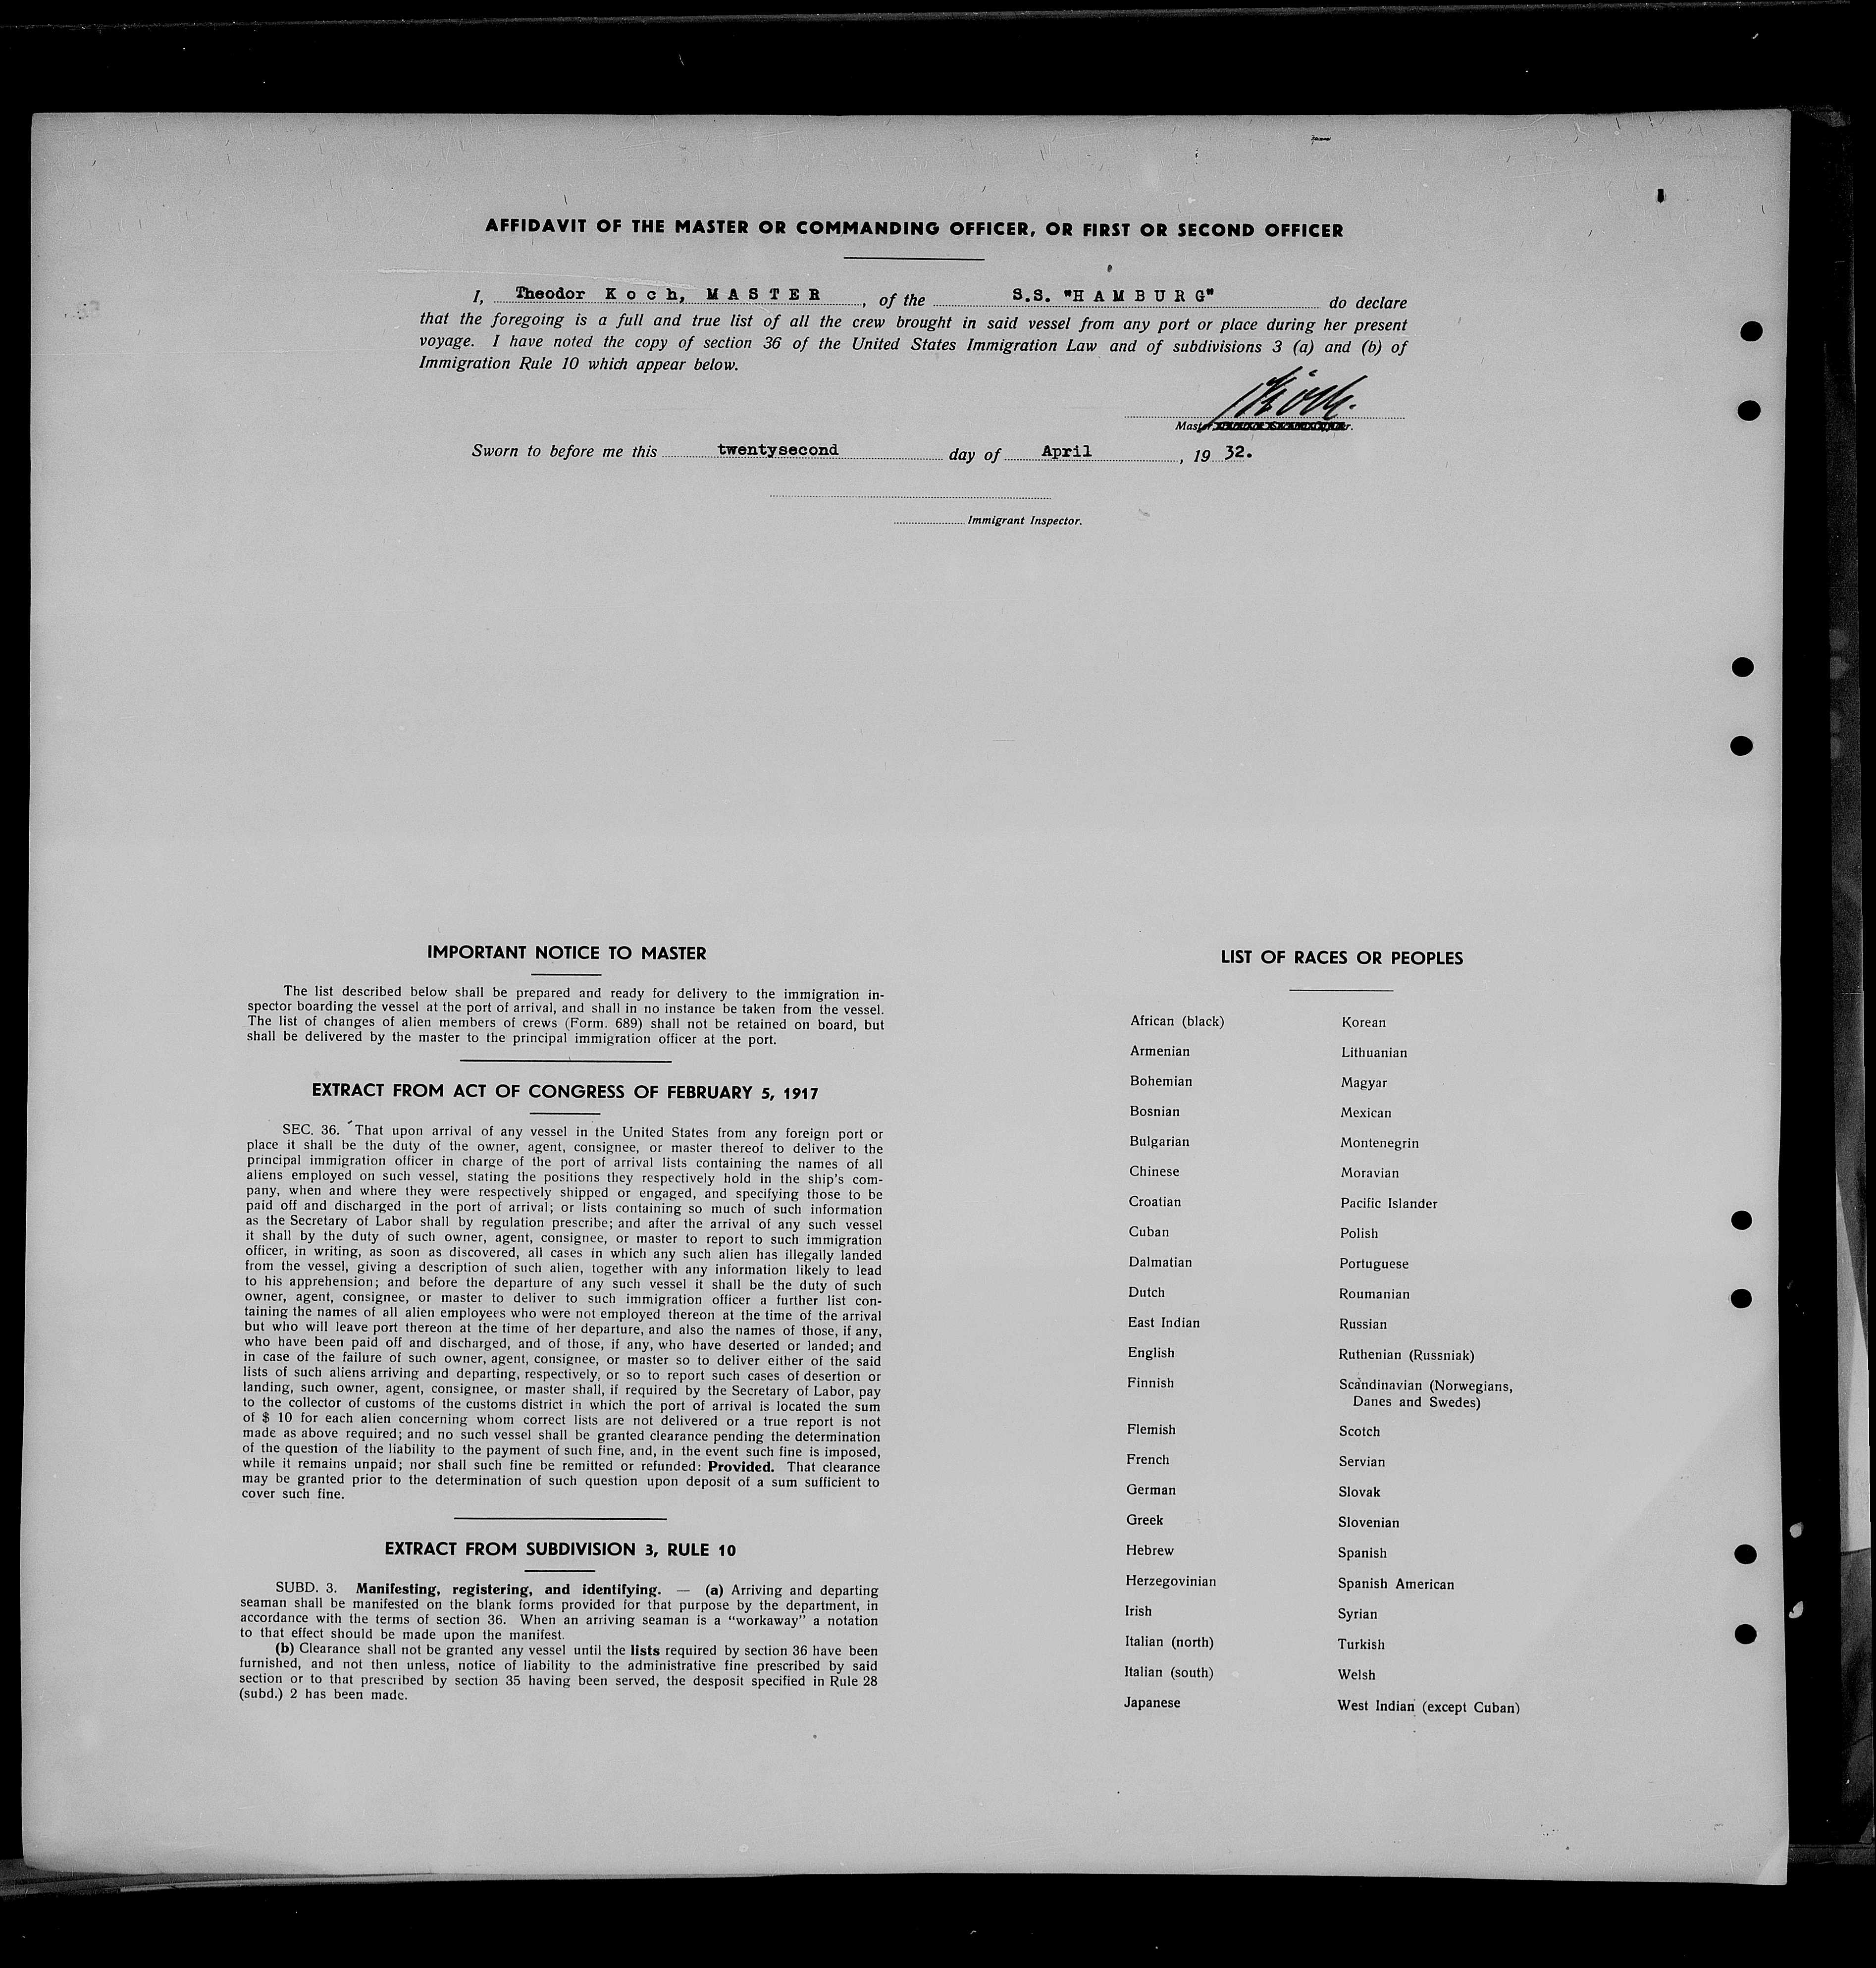 AFFIDAVIT OF THE MASTER OR COMMANDING OFFICER, OR FIRST OR SECOND OFFICER
I, Theodor K o c h, M A S T E R, of the S.S. "H A M B U R G" do declare
that the foregoing is a full and true list of all the crew brought in said vessel from any port or place during her present
voyage. I have noted the copy of section 36 of the United States Immigration Law and of subdivisions 3 (a) and (b) of
Immigration Rule 10 which appear below.
Koch.
Master
Sworn to before me this twentysecond day of April, 19 32.
Immigrant Inspector.
IMPORTANT NOTICE TO MASTER
The list described below shall be prepared and ready for delivery to the immigration in-
spector boarding the vessel at the port of arrival, and shall in no instance be taken from the vessel.
The list of changes of alien members of crews (Form. 689) shall not be retained on board, but
shall be delivered by the master to the principal immigration officer at the port.
EXTRACT FROM ACT OF CONGRESS OF FEBRUARY 5, 1917
SEC. 36. That upon arrival of any vessel in the United States from any foreign port or
place it shall be the duty of the owner, agent, consignee, or master thereof to deliver to the
principal immigration officer in charge of the port of arrival lists containing the names of all
aliens employed on such vessel, stating the positions they respectively hold in the ship's com-
pany, when and where they were respectively shipped or engaged, and specifying those to be
paid off and discharged in the port of arrival; or lists containing so much of such information
as the Secretary of Labor shall by regulation prescribe; and after the arrival of any such vessel
it shall by the duty of such owner, agent, consignee, or master to report to such immigration
officer, in writing, as soon as discovered, all cases in which any such alien has illegally landed
from the vessel, giving a description of such alien, together with any information likely to lead
to his apprehension; and before the departure of any such vessel it shall be the duty of such
owner, agent, consignee, or master to deliver to such immigration officer a further list con-
taining the names of all alien employees who were not employed thereon at the time of the arrival
but who will leave port thereon at the time of her departure, and also the names of those, if any,
who have been paid off and discharged, and of those, if any, who have deserted or landed; and
in case of the failure of such owner, agent, consignee, or master so to deliver either of the said
lists of such aliens arriving and departing, respectively, or so to report such cases of desertion or
landing, such owner, agent, consignee, or master shall, if required by the Secretary of Labor, pay
to the collector of customs of the customs district in which the port of arrival is located the sum
of $ 10 for each alien concerning whom correct lists are not delivered or a true report is not
made as above required; and no such vessel shall be granted clearance pending the determination
of the question of the liability to the payment of such fine, and, in the event such fine is imposed,
while it remains unpaid; nor shall such fine be remitted or refunded: Provided. That clearance
may be granted prior to the determination of such question upon deposit of a sum sufficient to
cover such fine.
EXTRACT FROM SUBDIVISION 3, RULE 10
SUBD. 3. Manifesting, registering, and identifying. — (a) Arriving and departing
seaman shall be manifested on the blank forms provided for that purpose by the department, in
accordance with the terms of section 36. When an arriving seaman is a “workaway” a notation
to that effect should be made upon the manifest.
(b) Clearance shall not be granted any vessel until the lists required by section 36 have been
furnished, and not then unless, notice of liability to the administrative fine prescribed by said
section or to that prescribed by section 35 having been served, the desposit specified in Rule 28
(subd.) 2 has been made.
LIST OF RACES OR PEOPLES
African (black)
Armenian
Bohemian
Bosnian
Bulgarian
Chinese
Croatian
Cuban
Dalmatian
Dutch
East Indian
English
Finnish
Flemish
French
German
Greek
Hebrew
Herzegovinian
Irish
Italian (north)
Italian (south)
Japanese
Korean
Lithuanian
Magyar
Mexican
Montenegrin
Moravian
Pacific Islander
Polish
Portuguese
Roumanian
Russian
Ruthenian (Russniak)
Scandinavian (Norwegians,
Danes and Swedes)
Scotch
Servian
Slovak
Slovenian
Spanish
Spanish American
Syrian
Turkish
Welsh
West Indian (except Cuban)